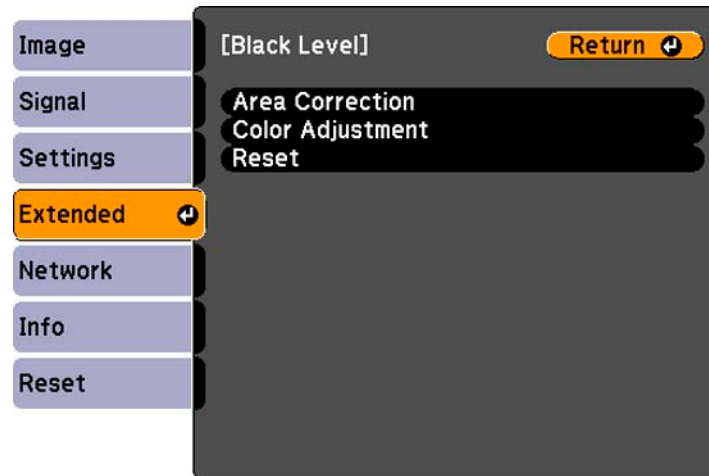 Image
Signal
Settings
Extended
Network
Info
Reset
[Black Level]
Return
Area Correction
Color Adjustment
Reset